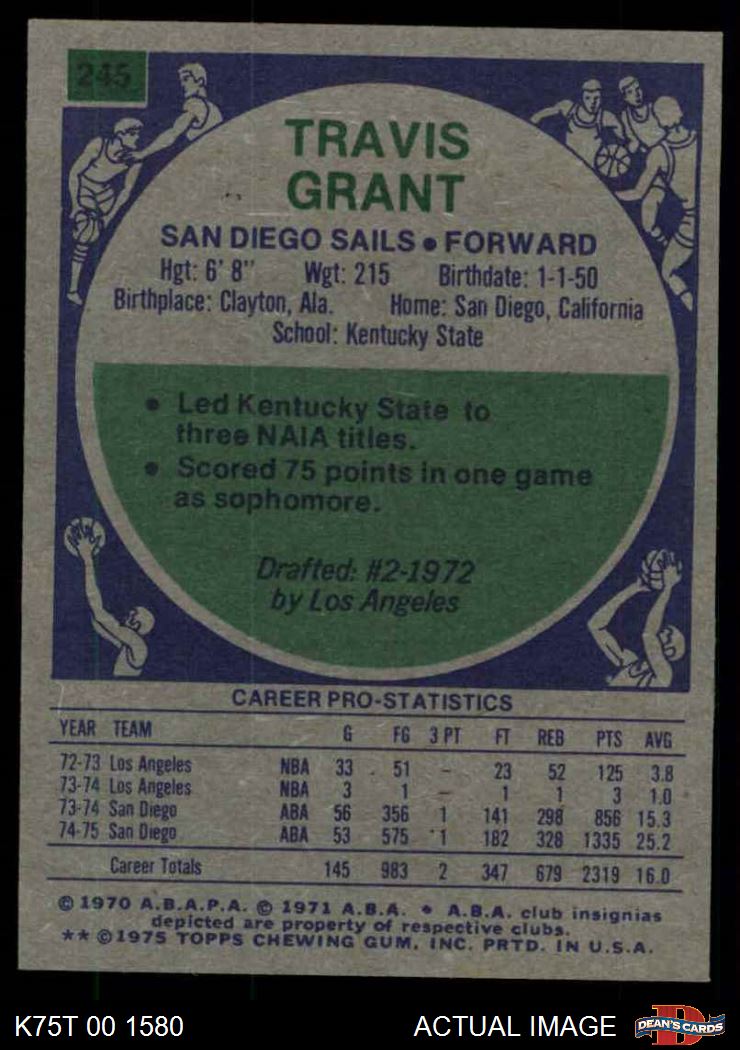 245
TRAVIS
GRANT
SAN DIEGO SAILS • FORWARD
Hgt: 6' 8" Wgt: 215 Birthdate: 1-1-50
Birthplace: Clayton, Ala. Home: San Diego, California
School: Kentucky State
• Led Kentucky State to
three NAIA titles.
• Scored 75 points in one game
as sophomore.
Drafted: #2-1972
by Los Angeles
CAREER PRO-STATISTICS
YEAR TEAM G FG 3 PT FT REB PTS AVG
72-73 Los Angeles NBA 33 51 – 23 52 125 3.8
73-74 Los Angeles NBA 3 1 – 1 1 3 1.0
73-74 San Diego ABA 56 356 1 141 298 856 15.3
74-75 San Diego ABA 53 575 1 182 328 1335 25.2
Career Totals 145 983 2 347 679 2319 16.0
© 1970 A.B.A.P.A. © 1971 A.B.A. • A.B.A. club insignias
depicted are property of respective clubs.
** ©1975 TOPPS CHEWING GUM, INC. PRTD. IN U.S.A.
K75T 00 1580 ACTUAL IMAGE DEAN'S CARDS